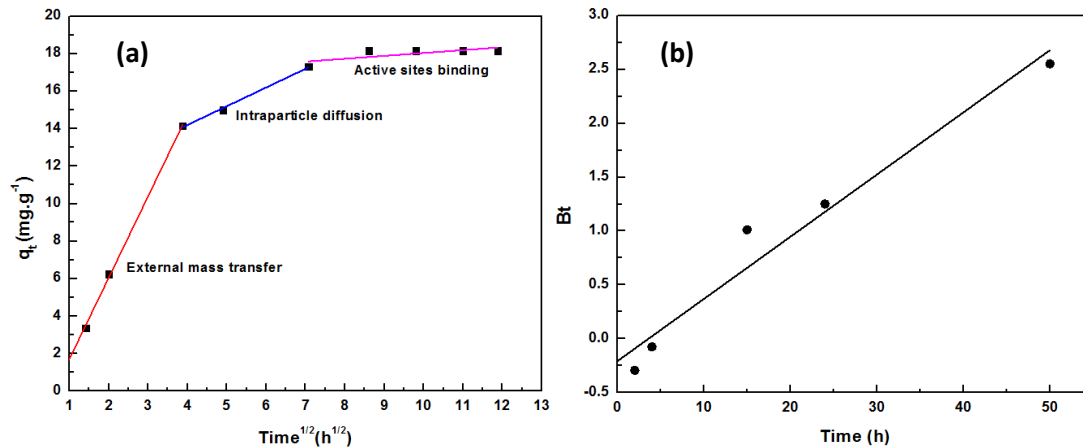 (a)
20
18
16
14
12
10
8
6
4
2
0
q_t (mg.g^-1)
Active sites binding
Intraparticle diffusion
External mass transfer
1 2 3 4 5 6 7 8 9 10 11 12 13
Time^1/2(h^1/2)
(b)
3.0
2.5
2.0
1.5
1.0
0.5
0.0
-0.5
Bt
0 10 20 30 40 50
Time (h)